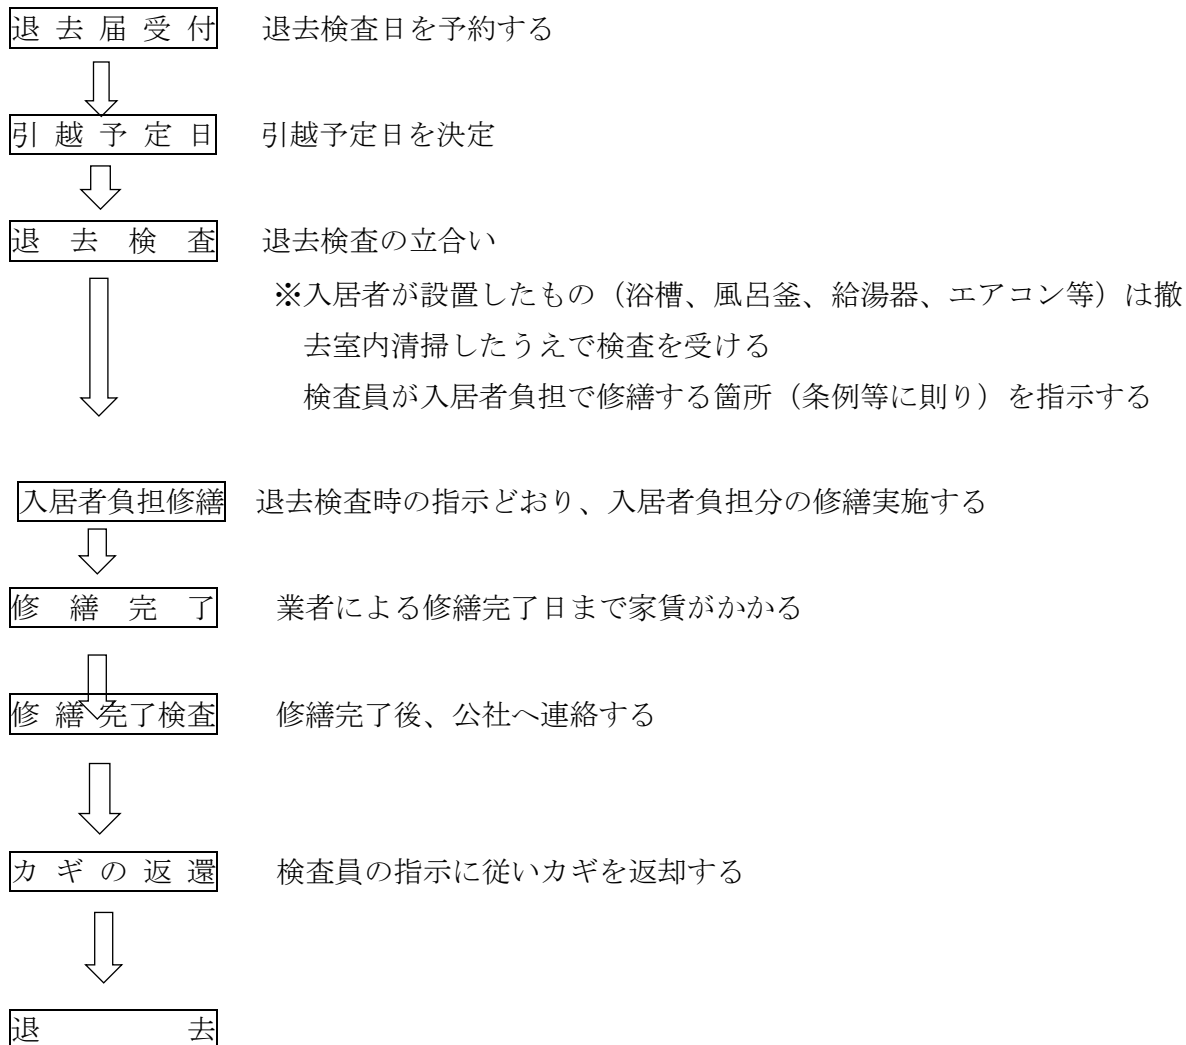 退去届受付　退去検査日を予約する
引越予定日　引越予定日を決定
退去検査　退去検査の立合い
※入居者が設置したもの（浴槽、風呂釜、給湯器、エアコン等）は撤
去室内清掃したうえで検査を受ける
検査員が入居者負担で修繕する箇所（条例等に則り）を指示する
入居者負担修繕　退去検査時の指示どおり、入居者負担分の修繕実施する
修繕完了　業者による修繕完了日まで家賃がかかる
修繕完了検査　修繕完了後、公社へ連絡する
カギの返還　検査員の指示に従いカギを返却する
退去